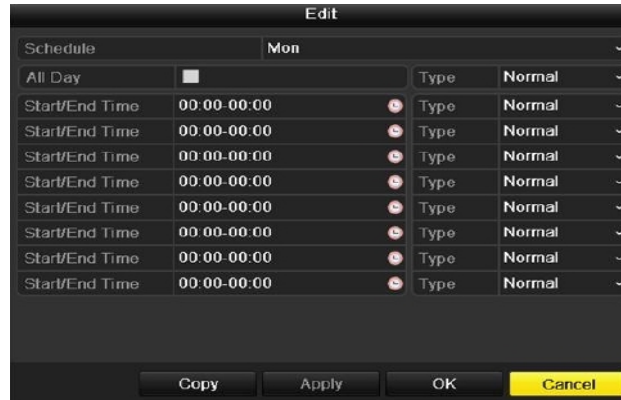 Edit
Schedule Mon
All Day Type Normal
Start/End Time 00:00-00:00 Type Normal
Start/End Time 00:00-00:00 Type Normal
Start/End Time 00:00-00:00 Type Normal
Start/End Time 00:00-00:00 Type Normal
Start/End Time 00:00-00:00 Type Normal
Start/End Time 00:00-00:00 Type Normal
Start/End Time 00:00-00:00 Type Normal
Start/End Time 00:00-00:00 Type Normal
Copy Apply OK Cancel